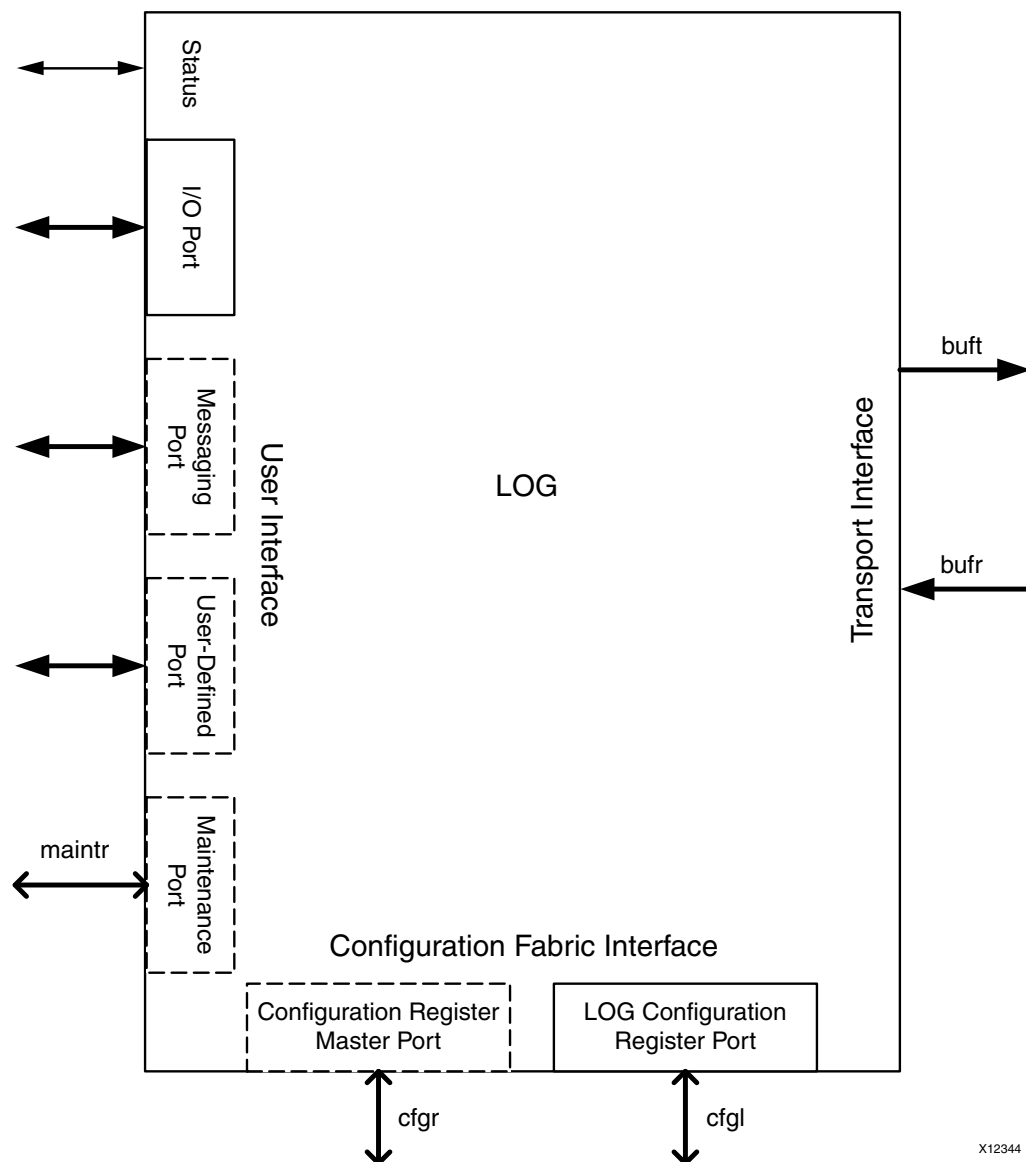 Status
I/O Port
buft
Messaging
Port
User Interface
LOG
Transport Interface
bufr
User-Defined
Port
maintr
Maintenance
Port
Configuration Fabric Interface
Configuration Register
Master Port
LOG Configuration
Register Port
cfgr
cfgl
X12344